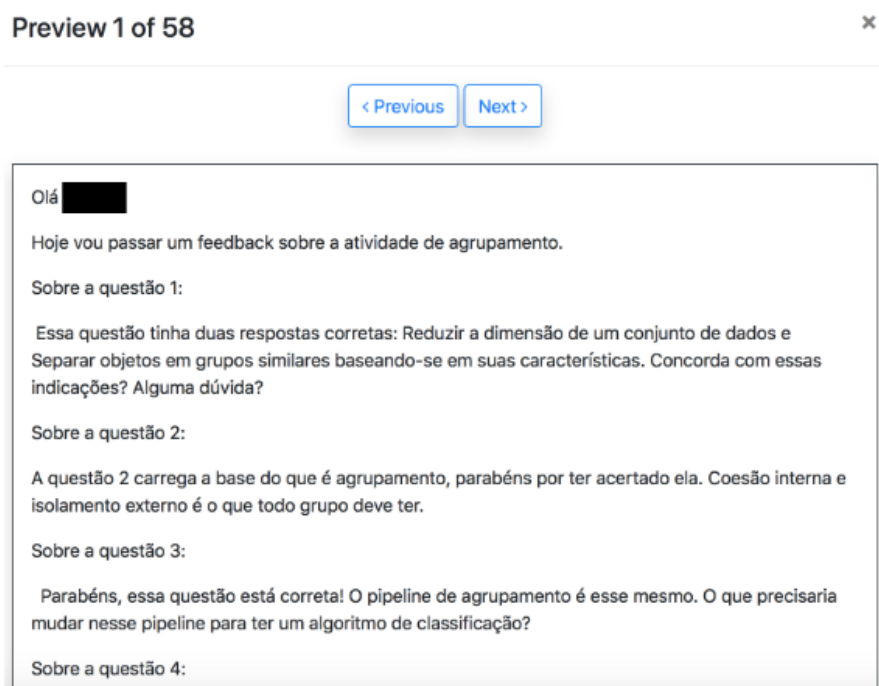 Preview 1 of 58
×
< Previous Next >
Olá
Hoje vou passar um feedback sobre a atividade de agrupamento.
Sobre a questão 1:
Essa questão tinha duas respostas corretas: Reduzir a dimensão de um conjunto de dados e
Separar objetos em grupos similares baseando-se em suas características. Concorda com essas
indicações? Alguma dúvida?
Sobre a questão 2:
A questão 2 carrega a base do que é agrupamento, parabéns por ter acertado ela. Coesão interna e
isolamento externo é o que todo grupo deve ter.
Sobre a questão 3:
Parabéns, essa questão está correta! O pipeline de agrupamento é esse mesmo. O que precisaria
mudar nesse pipeline para ter um algoritmo de classificação?
Sobre a questão 4: